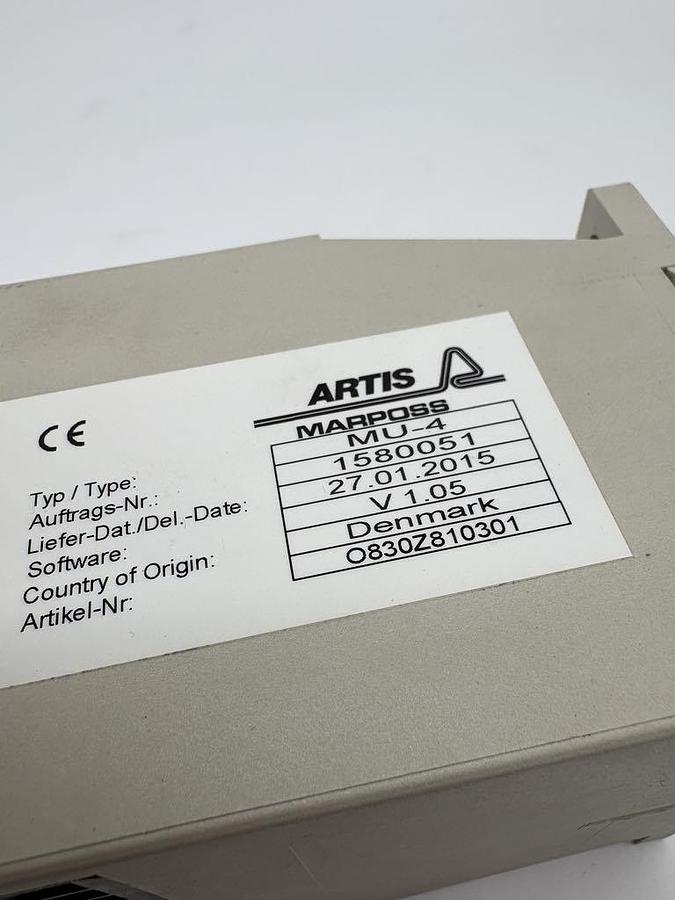 ARTIS
MARPOSS
CE
Typ / Type: MU-4
Auftrags-Nr.: 1580051
Liefer-Dat./Del.-Date: 27.01.2015
Software: V 1.05
Country of Origin: Denmark
Artikel-Nr: O830Z810301